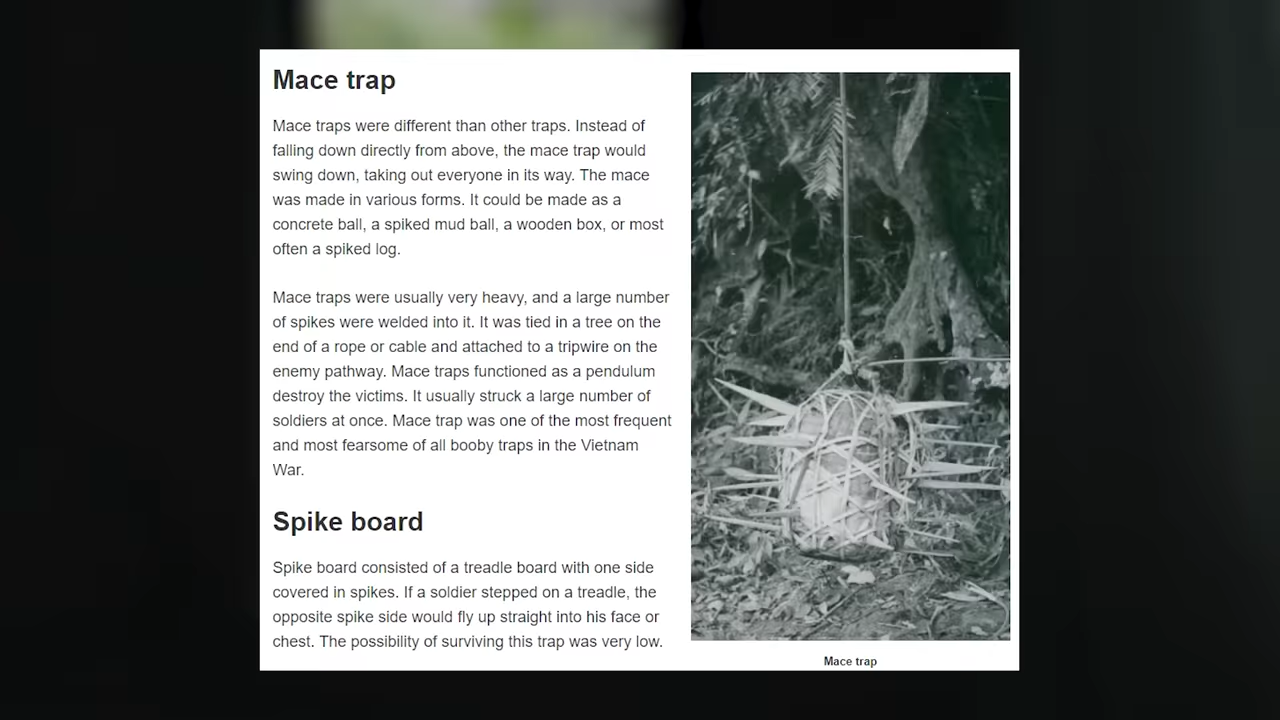 Mace trap
Mace traps were different than other traps. Instead of
falling down directly from above, the mace trap would
swing down, taking out everyone in its way. The mace
was made in various forms. It could be made as a
concrete ball, a spiked mud ball, a wooden box, or most
often a spiked log.
Mace traps were usually very heavy, and a large number
of spikes were welded into it. It was tied in a tree on the
end of a rope or cable and attached to a tripwire on the
enemy pathway. Mace traps functioned as a pendulum
destroy the victims. It usually struck a large number of
soldiers at once. Mace trap was one of the most frequent
and most fearsome of all booby traps in the Vietnam
War.
Spike board
Spike board consisted of a treadle board with one side
covered in spikes. If a soldier stepped on a treadle, the
opposite spike side would fly up straight into his face or
chest. The possibility of surviving this trap was very low.
Mace trap